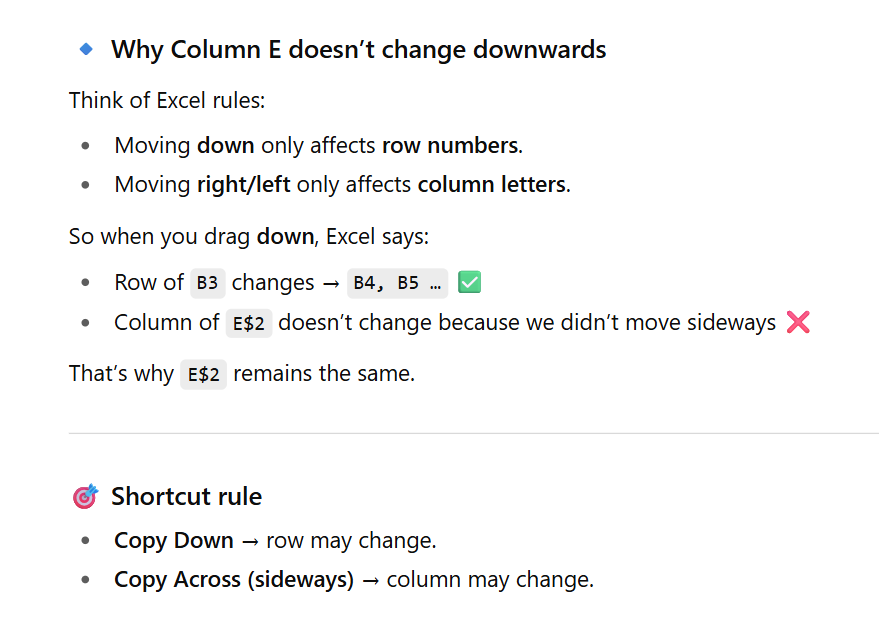 🔹 Why Column E doesn’t change downwards
Think of Excel rules:
• Moving down only affects row numbers.
• Moving right/left only affects column letters.
So when you drag down, Excel says:
• Row of B3 changes → B4, B5 … ✅
• Column of E$2 doesn’t change because we didn’t move sideways ❌
That’s why E$2 remains the same.
🎯 Shortcut rule
• Copy Down → row may change.
• Copy Across (sideways) → column may change.